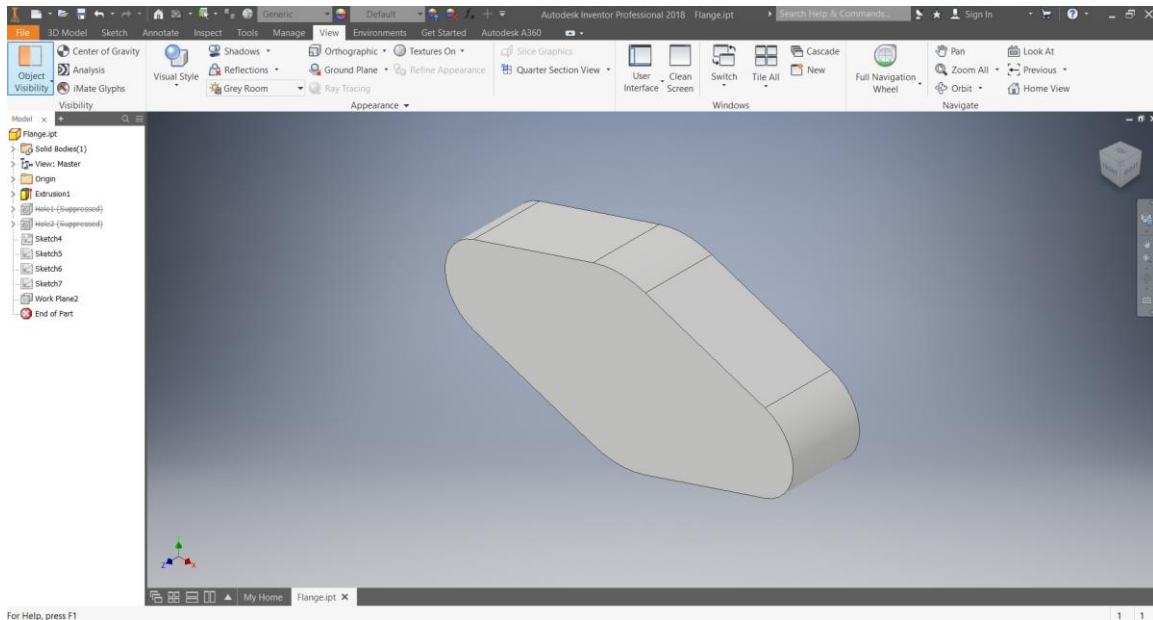 Generic Default Autodesk Inventor Professional 2018 Flange.ipt Search Help & Commands... Sign In
File 3D Model Sketch Annotate Inspect Tools Manage View Environments Get Started Autodesk A360
Center of Gravity Shadows Orthographic Textures On Slice Graphics Cascade Pan Look At
Object Visibility Analysis Visual Style Reflections Ground Plane Refine Appearance Quarter Section View User Interface Clean Screen Switch Tile All New Full Navigation Wheel Zoom All Previous
iMate Glyphs Grey Room Ray Tracing Orbit Home View
Visibility Appearance Windows Navigate
Model
Flange.ipt
Solid Bodies(1)
View: Master
Origin
Extrusion1
Hole1 (Suppressed)
Hole2 (Suppressed)
Sketch4
Sketch5
Sketch6
Sketch7
Work Plane2
End of Part
Z X
My Home Flange.ipt
For Help, press F1 1 1